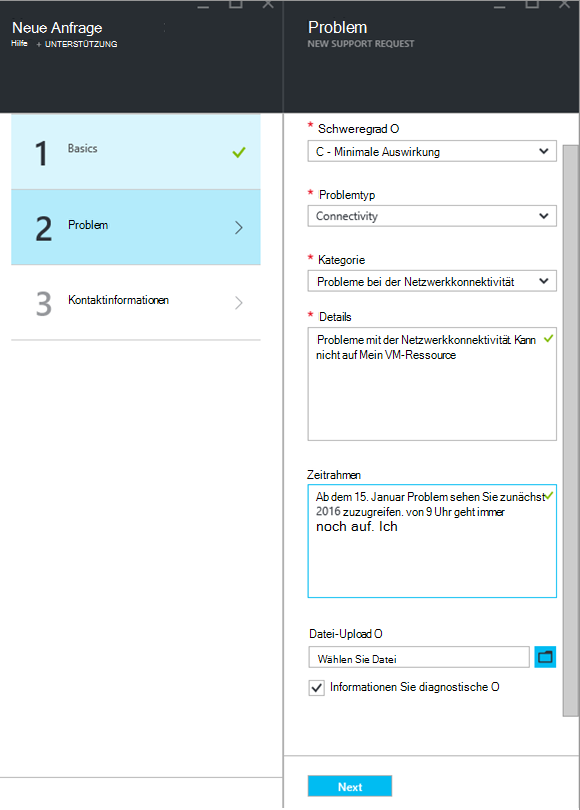 Neue Anfrage
Hilfe + UNTERSTÜTZUNG
1 Basics
2 Problem
3 Kontaktinformationen
Problem
NEW SUPPORT REQUEST
* Schweregrad O
C - Minimale Auswirkung
* Problemtyp
Connectivity
* Kategorie
Probleme bei der Netzwerkkonnektivität
* Details
Probleme mit der Netzwerkkonnektivität. Kann
nicht auf Mein VM-Ressource
Zeitrahmen
Ab dem 15. Januar Problem sehen Sie zunächst
2016 zuzugreifen. von 9 Uhr geht immer
noch auf. Ich
Datei-Upload O
Wählen Sie Datei
Informationen Sie diagnostische O
Next